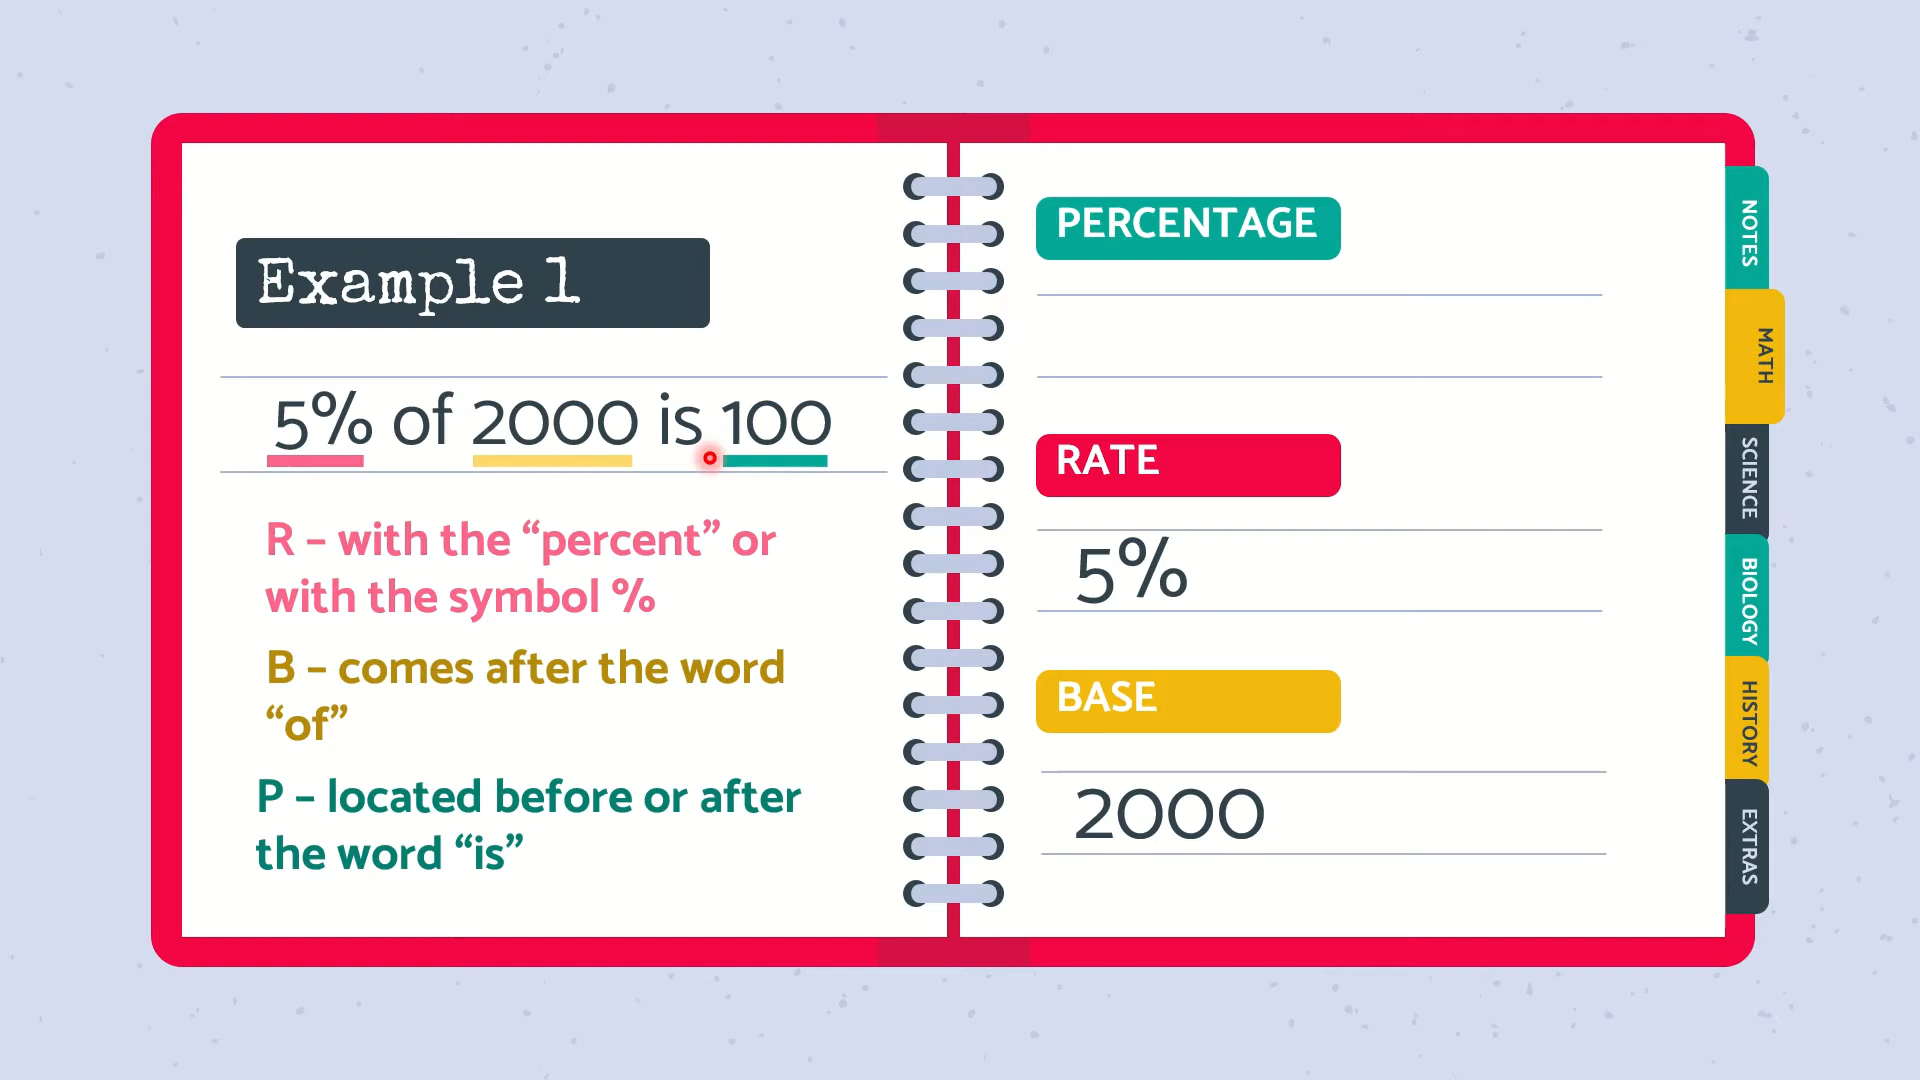 Example 1
5% of 2000 is 100
R – with the “percent” or
with the symbol %
B – comes after the word
“of”
P – located before or after
the word “is”
PERCENTAGE
RATE
5%
BASE
2000
NOTES
MATH
SCIENCE
BIOLOGY
HISTORY
EXTRAS